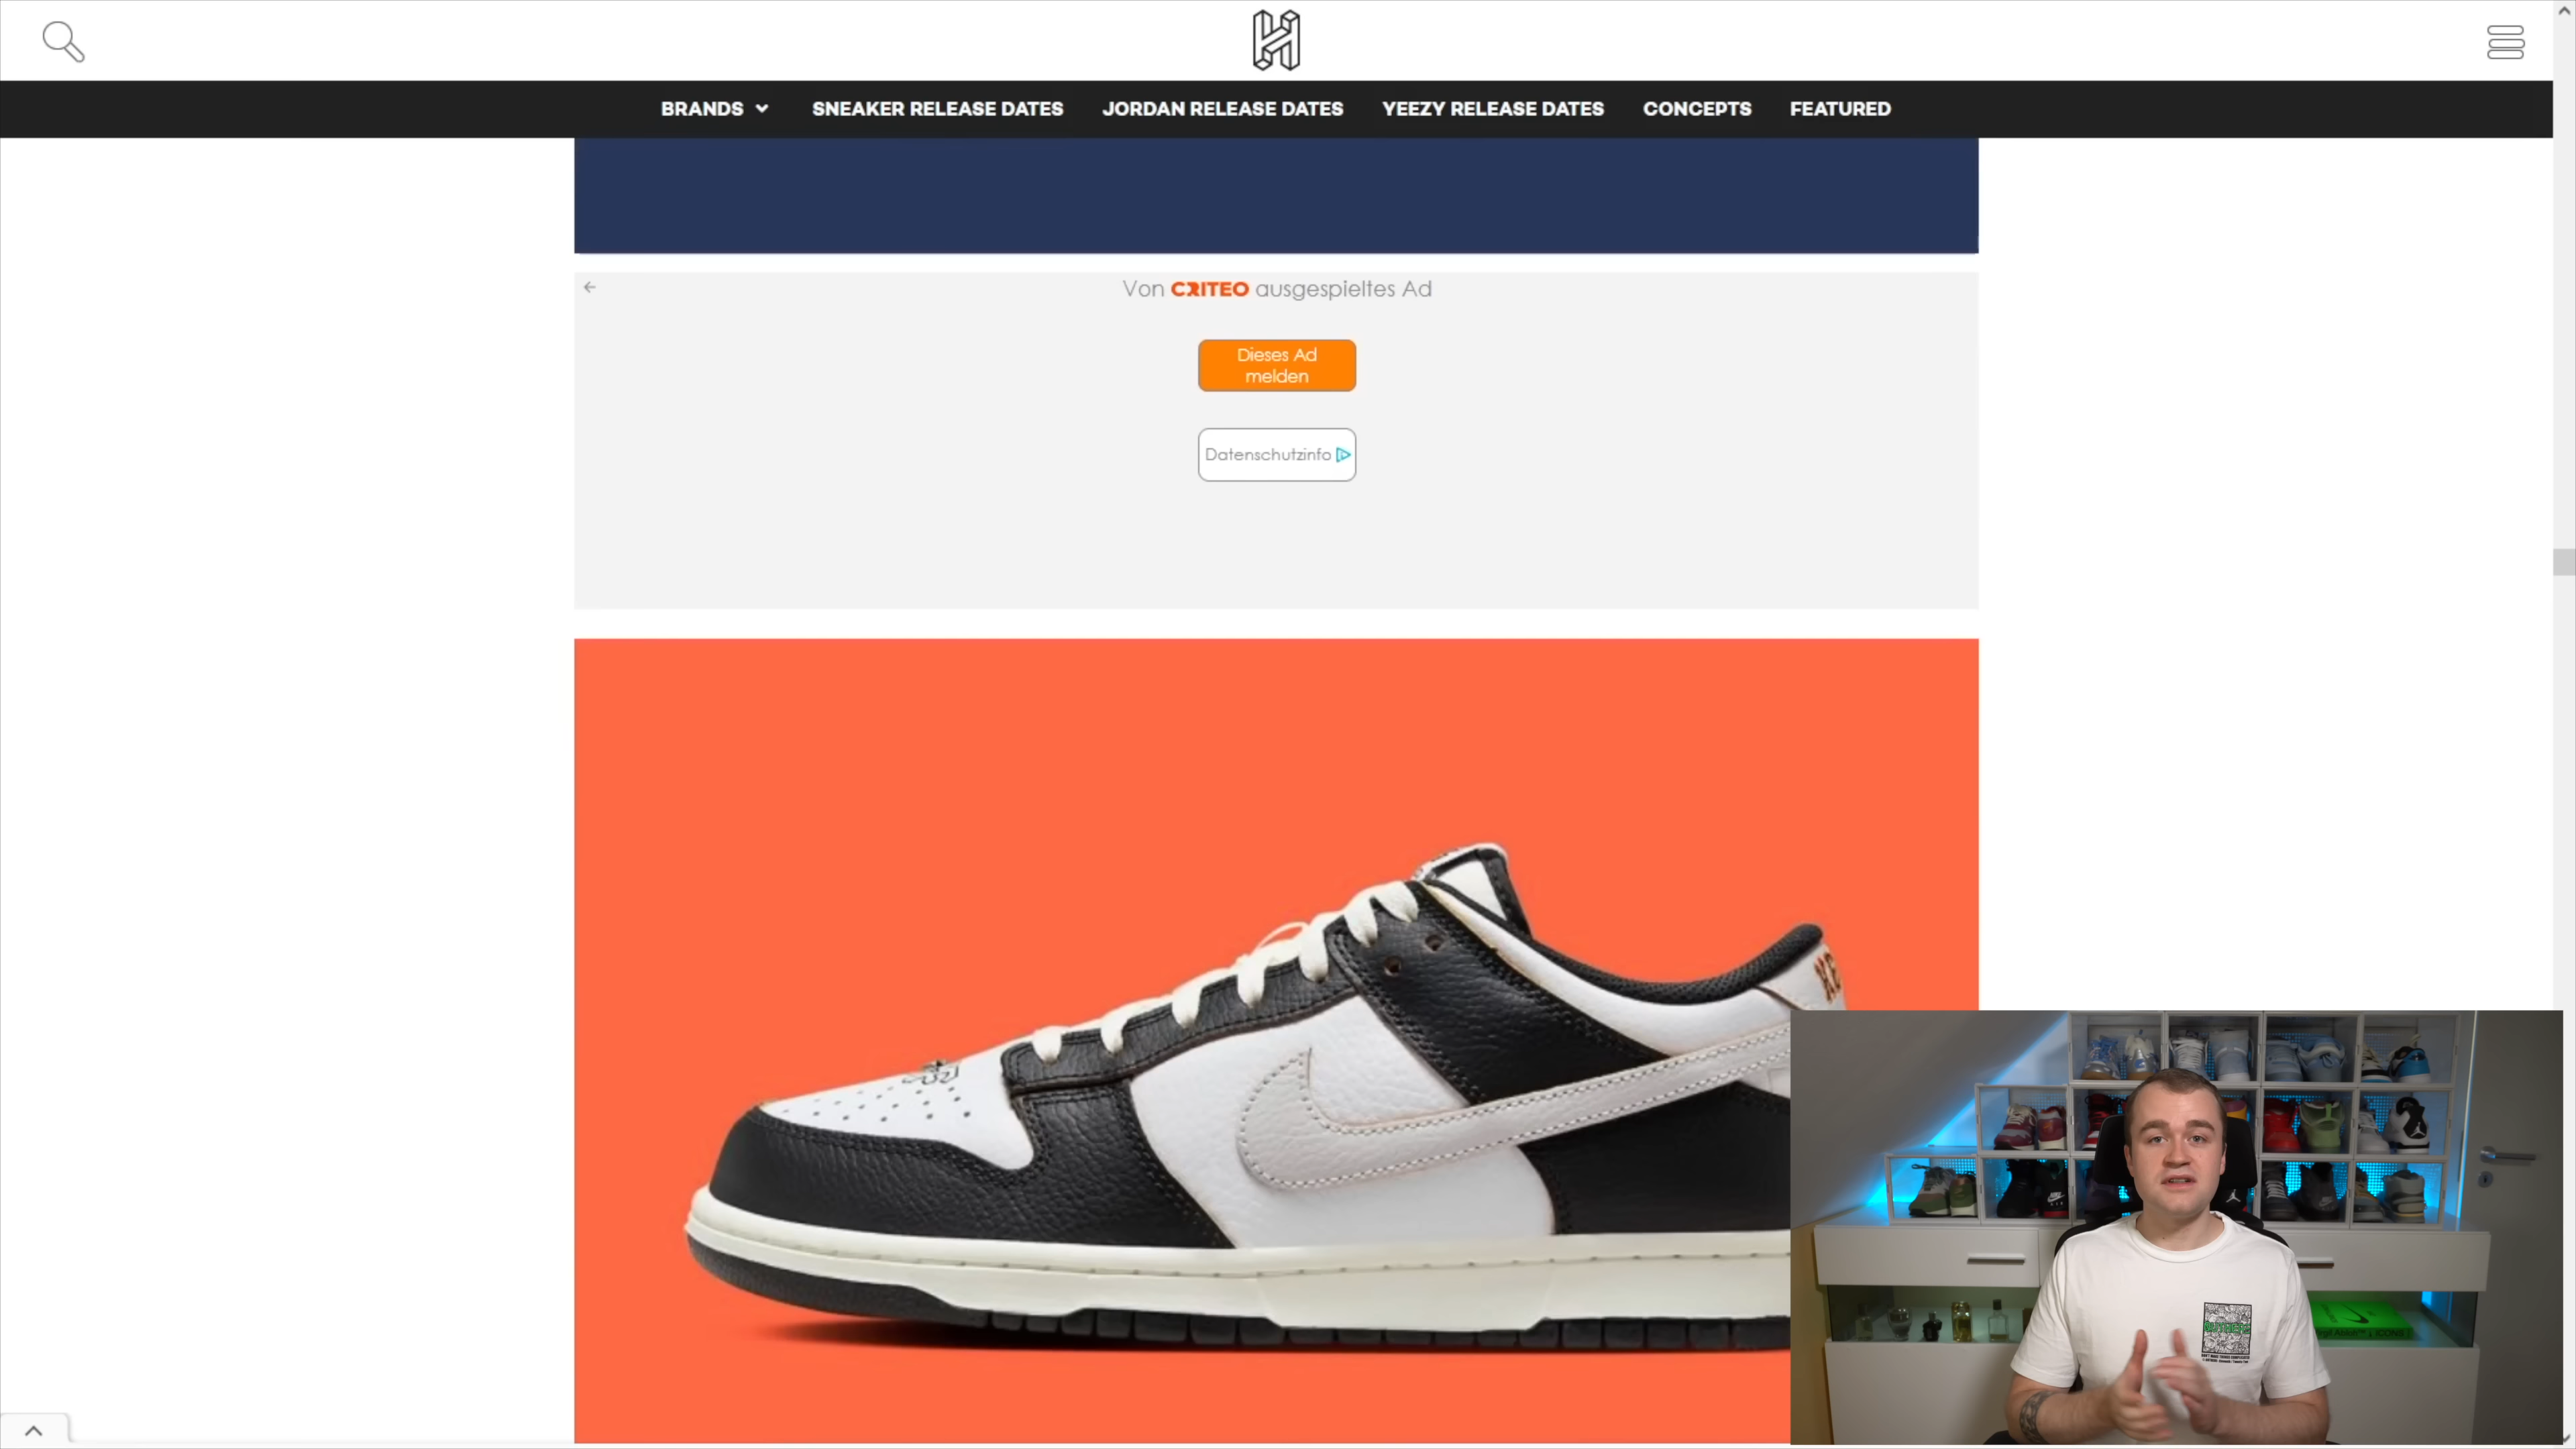 BRANDS SNEAKER RELEASE DATES JORDAN RELEASE DATES YEEZY RELEASE DATES CONCEPTS FEATURED
Von CRITEO ausgespieltes Ad
Dieses Ad
melden
Datenschutzinfo